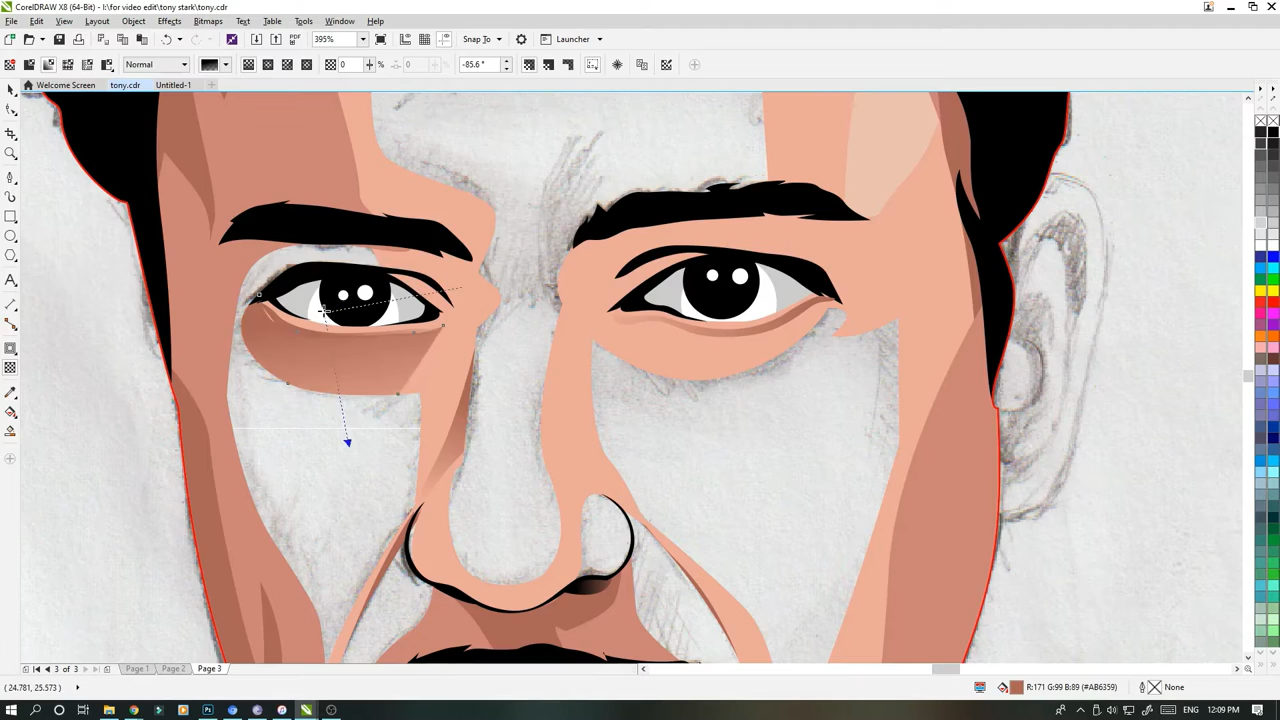 CorelDRAW X8 (64-Bit) - I:\for video edit\tony stark\tony.cdr
File Edit View Layout Object Effects Bitmaps Text Table Tools Window Help
PDF 395% Snap To Launcher
Normal 0 % 0 % -85.6 °
Welcome Screen tony.cdr Untitled-1
3 of 3 Page 1 Page 2 Page 3
(24.781, 25.573) R:171 G:99 B:89 (#AB6359) None
ENG 12:09 PM